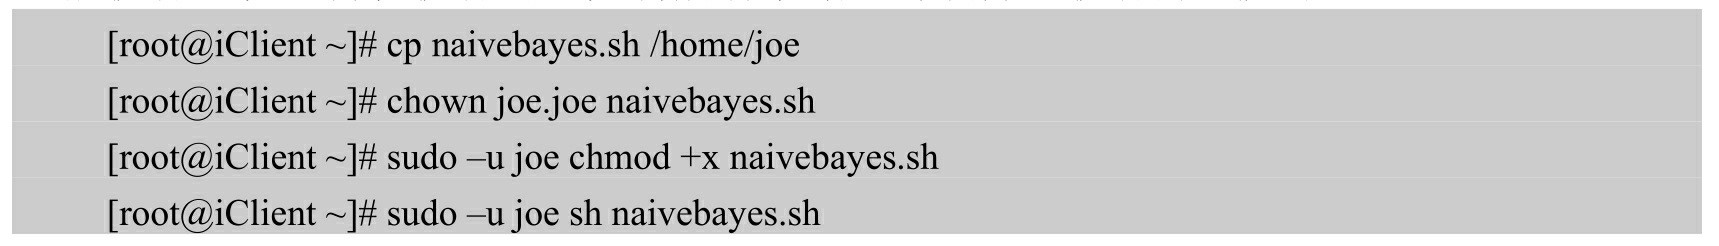 [root@iClient ~]# cp naivebayes.sh /home/joe
[root@iClient ~]# chown joe.joe naivebayes.sh
[root@iClient ~]# sudo –u joe chmod +x naivebayes.sh
[root@iClient ~]# sudo –u joe sh naivebayes.sh